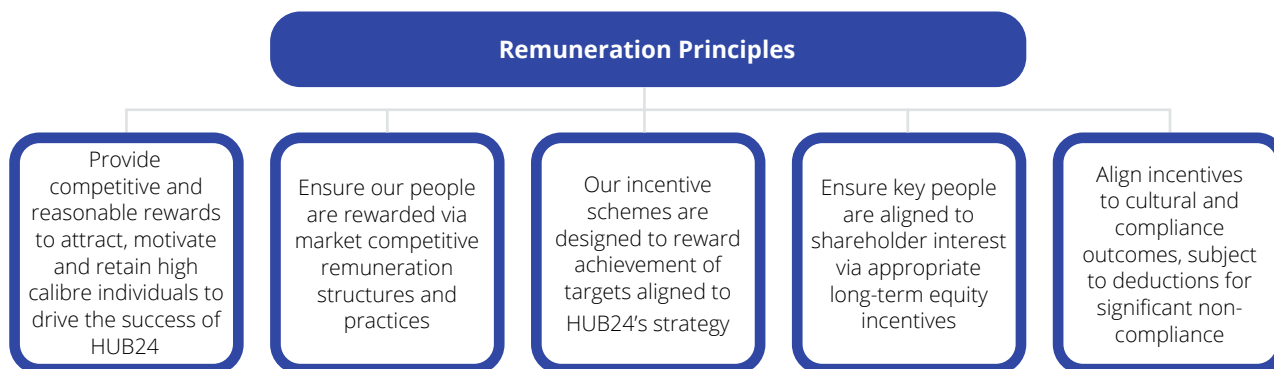 Remuneration Principles
Provide
competitive and
reasonable rewards
to attract, motivate
and retain high
calibre individuals to
drive the success of
HUB24
Ensure our people
are rewarded via
market competitive
remuneration
structures and
practices
Our incentive
schemes are
designed to reward
achievement of
targets aligned to
HUB24’s strategy
Ensure key people
are aligned to
shareholder interest
via appropriate
long-term equity
incentives
Align incentives
to cultural and
compliance
outcomes, subject
to deductions for
significant non-
compliance